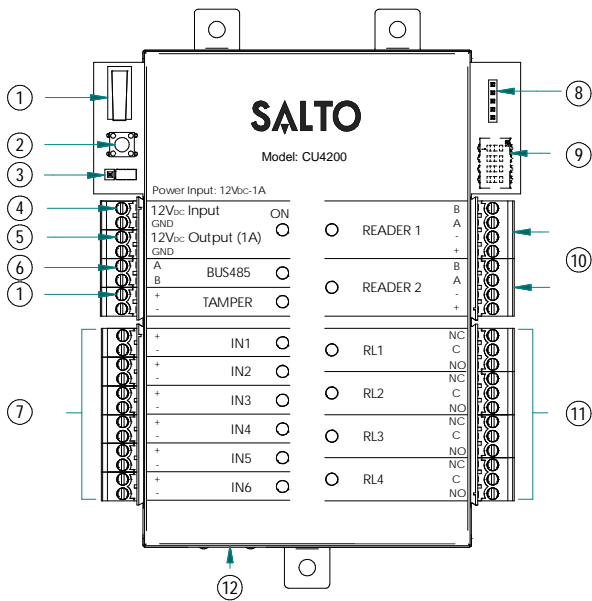 SALTO
Model: CU4200
Power Input: 12VDC-1A
12VDC Input
ON
GND
12VDC Output (1A)
GND
A
BUS485
B
+
TAMPER
-
+
IN1
-
+
IN2
-
+
IN3
-
+
IN4
-
+
IN5
-
+
IN6
-
READER 1
B
A
-
+
READER 2
B
A
-
+
RL1
NC
C
NO
RL2
NC
C
NO
RL3
NC
C
NO
RL4
NC
C
NO
1
2
3
4
5
6
1
7
8
9
10
11
12